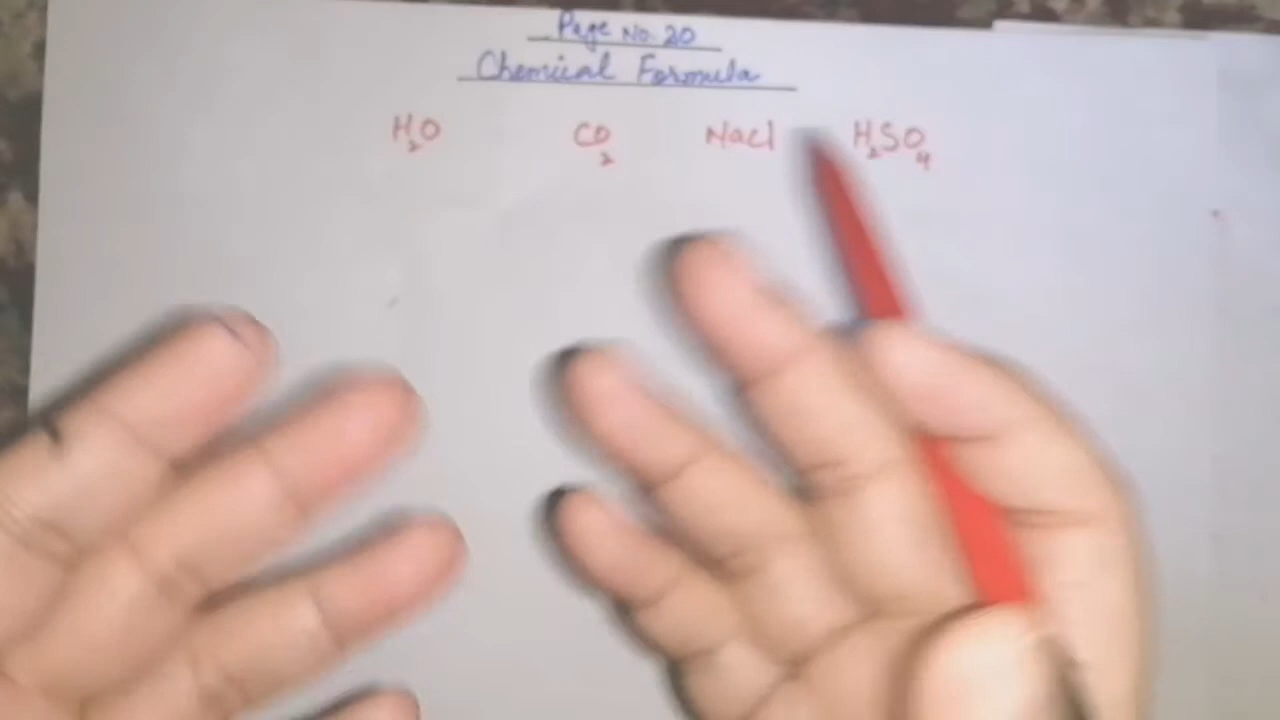 Page No. 20
Chemical Formula
H₂O CO₂ Nacl H₂SO₄